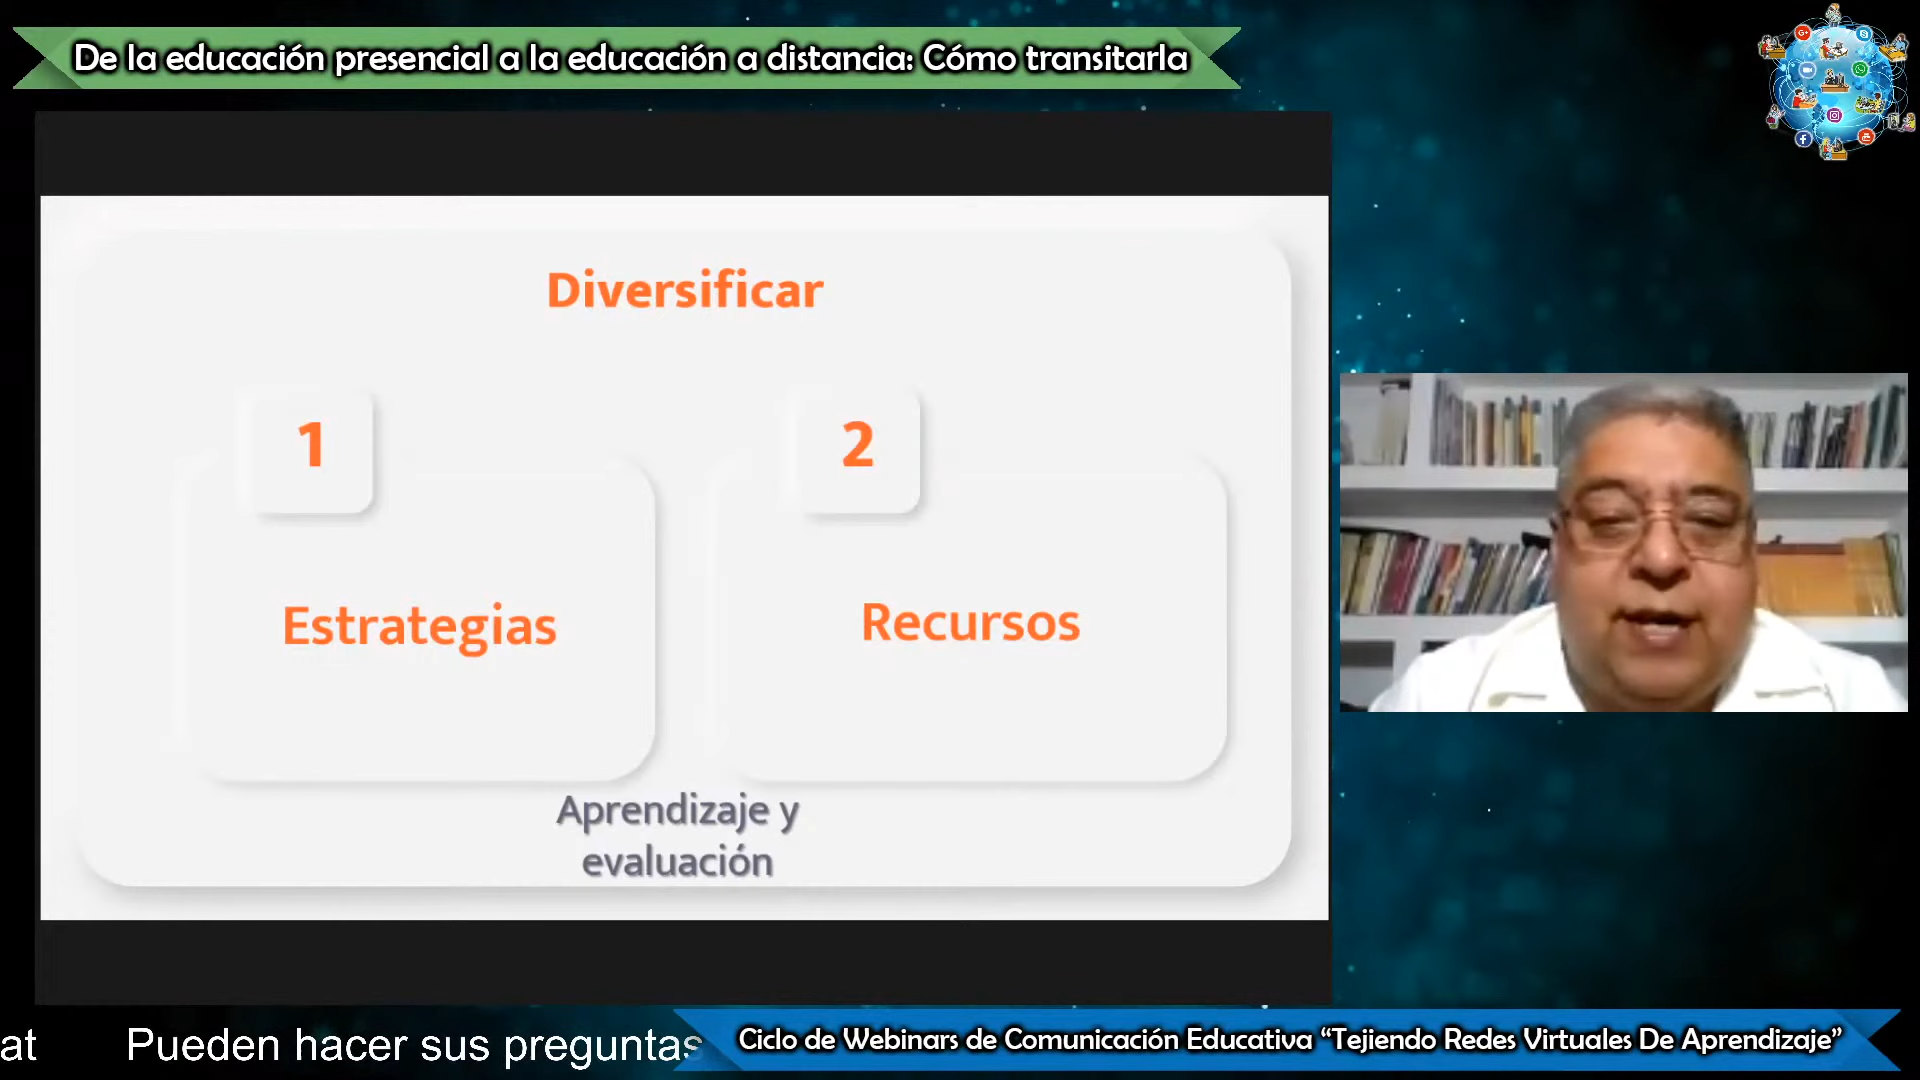 De la educación presencial a la educación a distancia: Cómo transitarla
Diversificar
1
2
Estrategias
Recursos
Aprendizaje y
evaluación
at Pueden hacer sus preguntas
Ciclo de Webinars de Comunicación Educativa “Tejiendo Redes Virtuales De Aprendizaje”